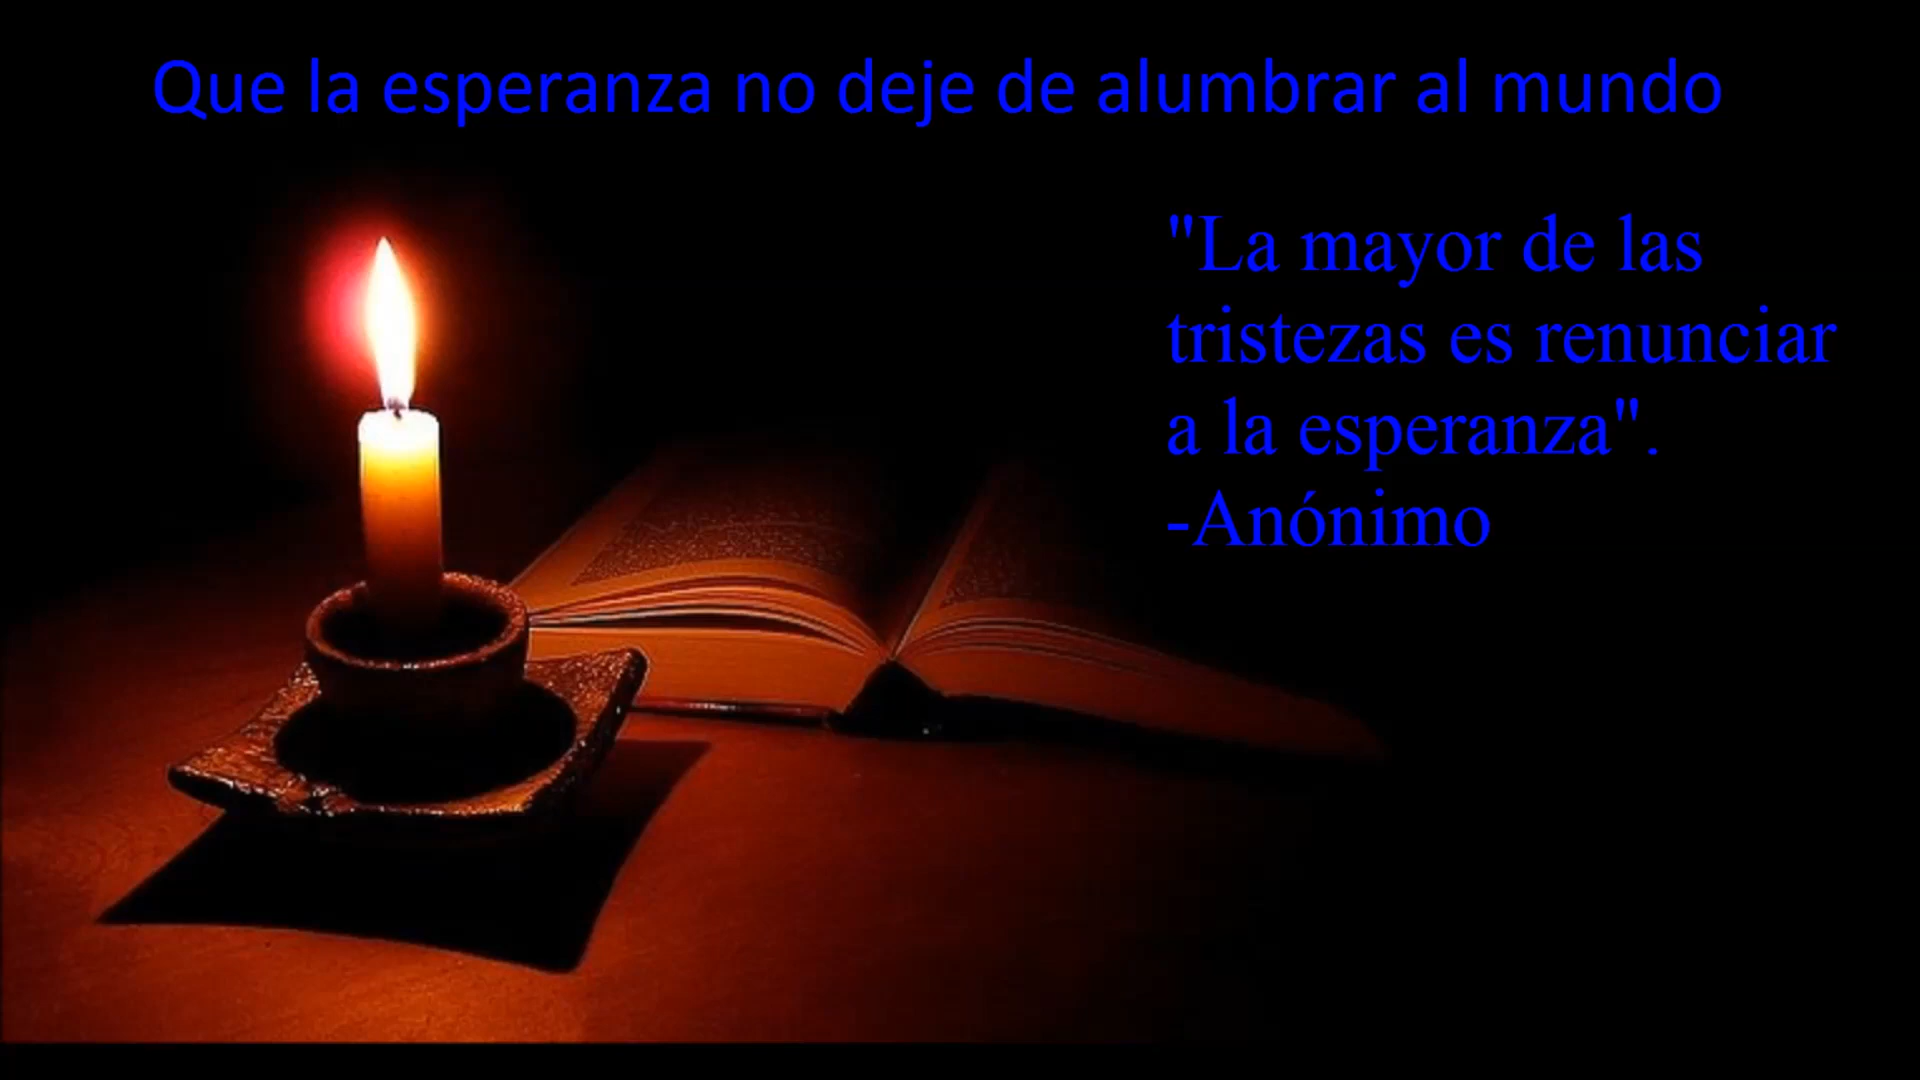 Que la esperanza no deje de alumbrar al mundo
"La mayor de las
tristezas es renunciar
a la esperanza".
-Anónimo